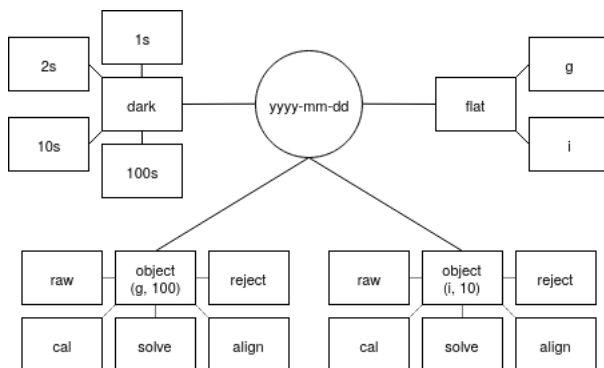 1s
2s
g
dark
yyyy-mm-dd
flat
10s
i
100s
raw
object
(g, 100)
reject
raw
object
(i, 10)
reject
cal
solve
align
cal
solve
align